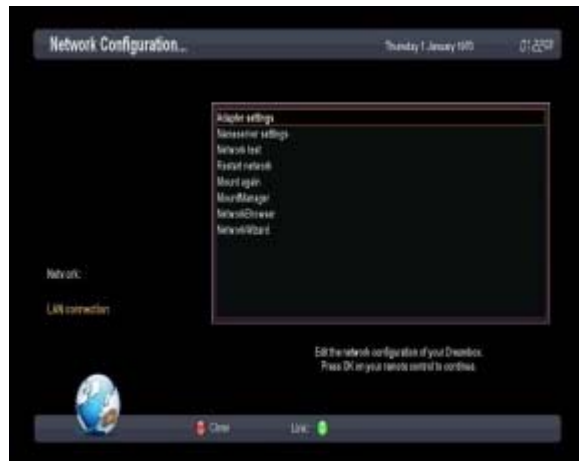 Network Configuration...
Thursday 1 January 1970
01:22
Adapter settings
Nameserver settings
Network test
Restart network
Mount again
MountManager
NetworkBrowser
NetworkWizard
Network:
LAN connection
Edit the network configuration of your Dreambox.
Press OK on your remote control to continue.
Close
Link: